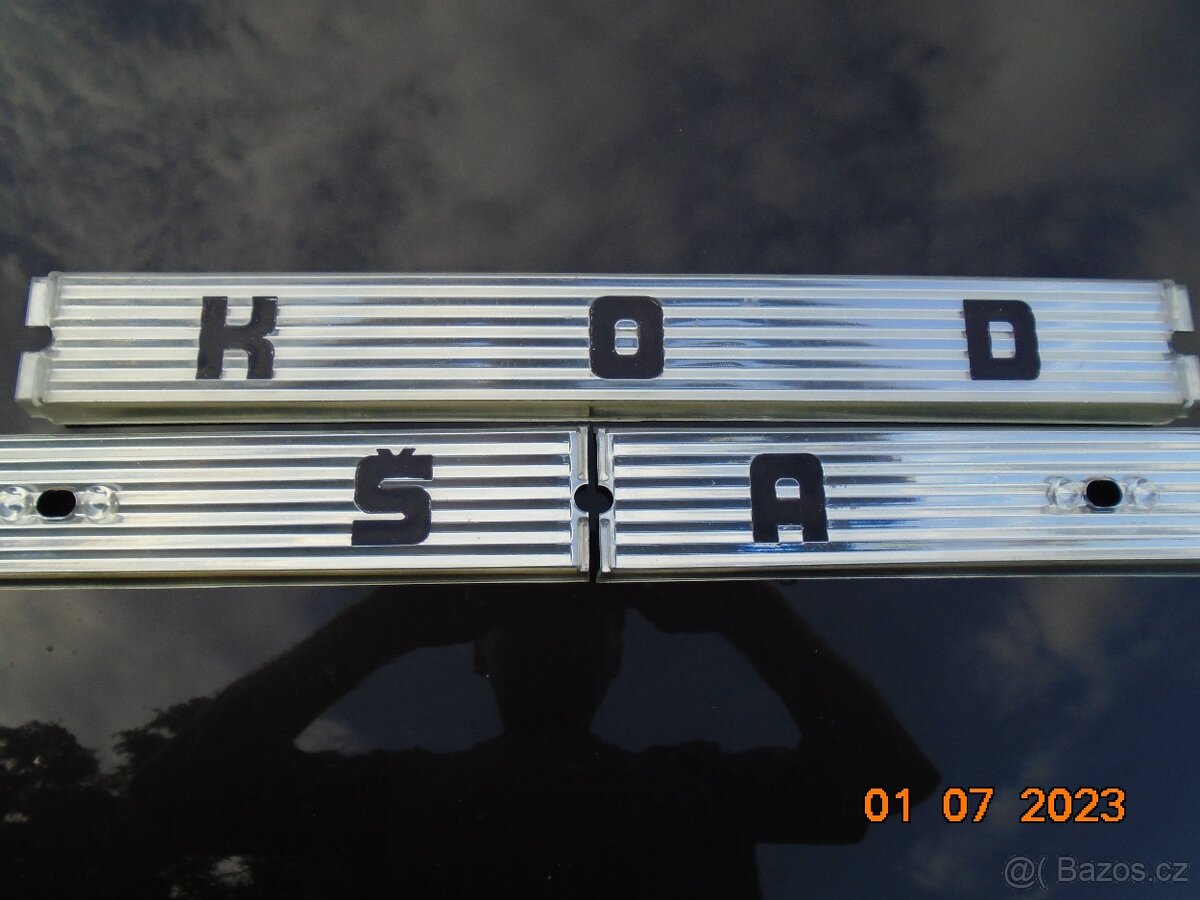 K O D
Š A
01 07 2023
@( Bazos.cz